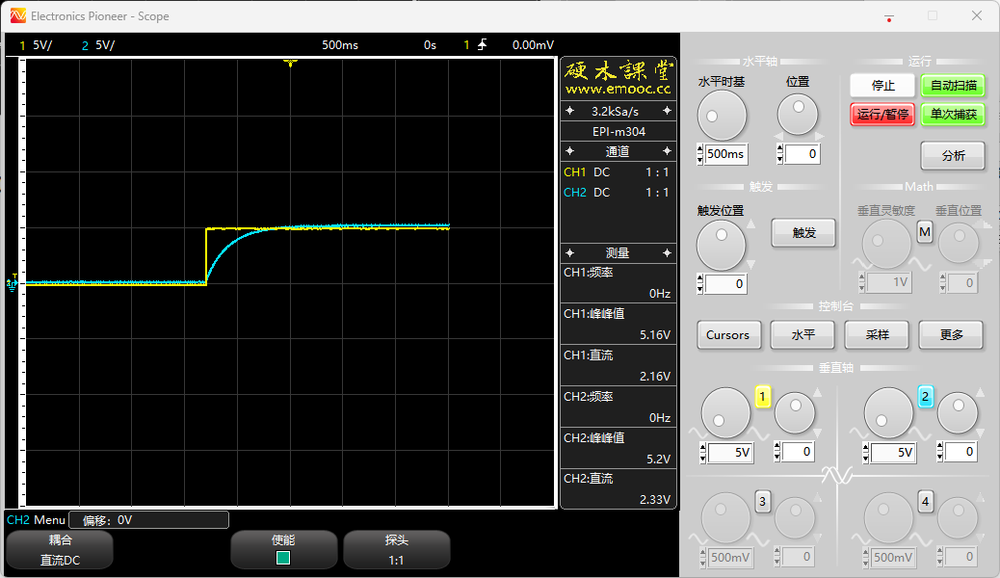 Electronics Pioneer - Scope
1 5V/ 2 5V/ 500ms 0s 1 0.00mV
T
硬木課堂
www.emooc.cc
3.2kSa/s
EPI-m304
通道
CH1 DC 1 : 1
CH2 DC 1 : 1
测量
CH1:频率
0Hz
CH1:峰峰值
5.16V
CH1:直流
2.16V
CH2:频率
0Hz
CH2:峰峰值
5.2V
CH2:直流
2.33V
CH2 Menu 偏移: 0V
耦合
直流DC
使能
探头
1:1
水平轴
水平时基 位置
500ms 0
运行
停止 自动扫描
运行/暂停 单次捕获
分析
触发
触发位置
触发
0
Math
垂直灵敏度 垂直位置
M
1V 0
控制台
Cursors 水平 采样 更多
垂直轴
1 2
5V 0 5V 0
3 4
500mV 0 500mV 0